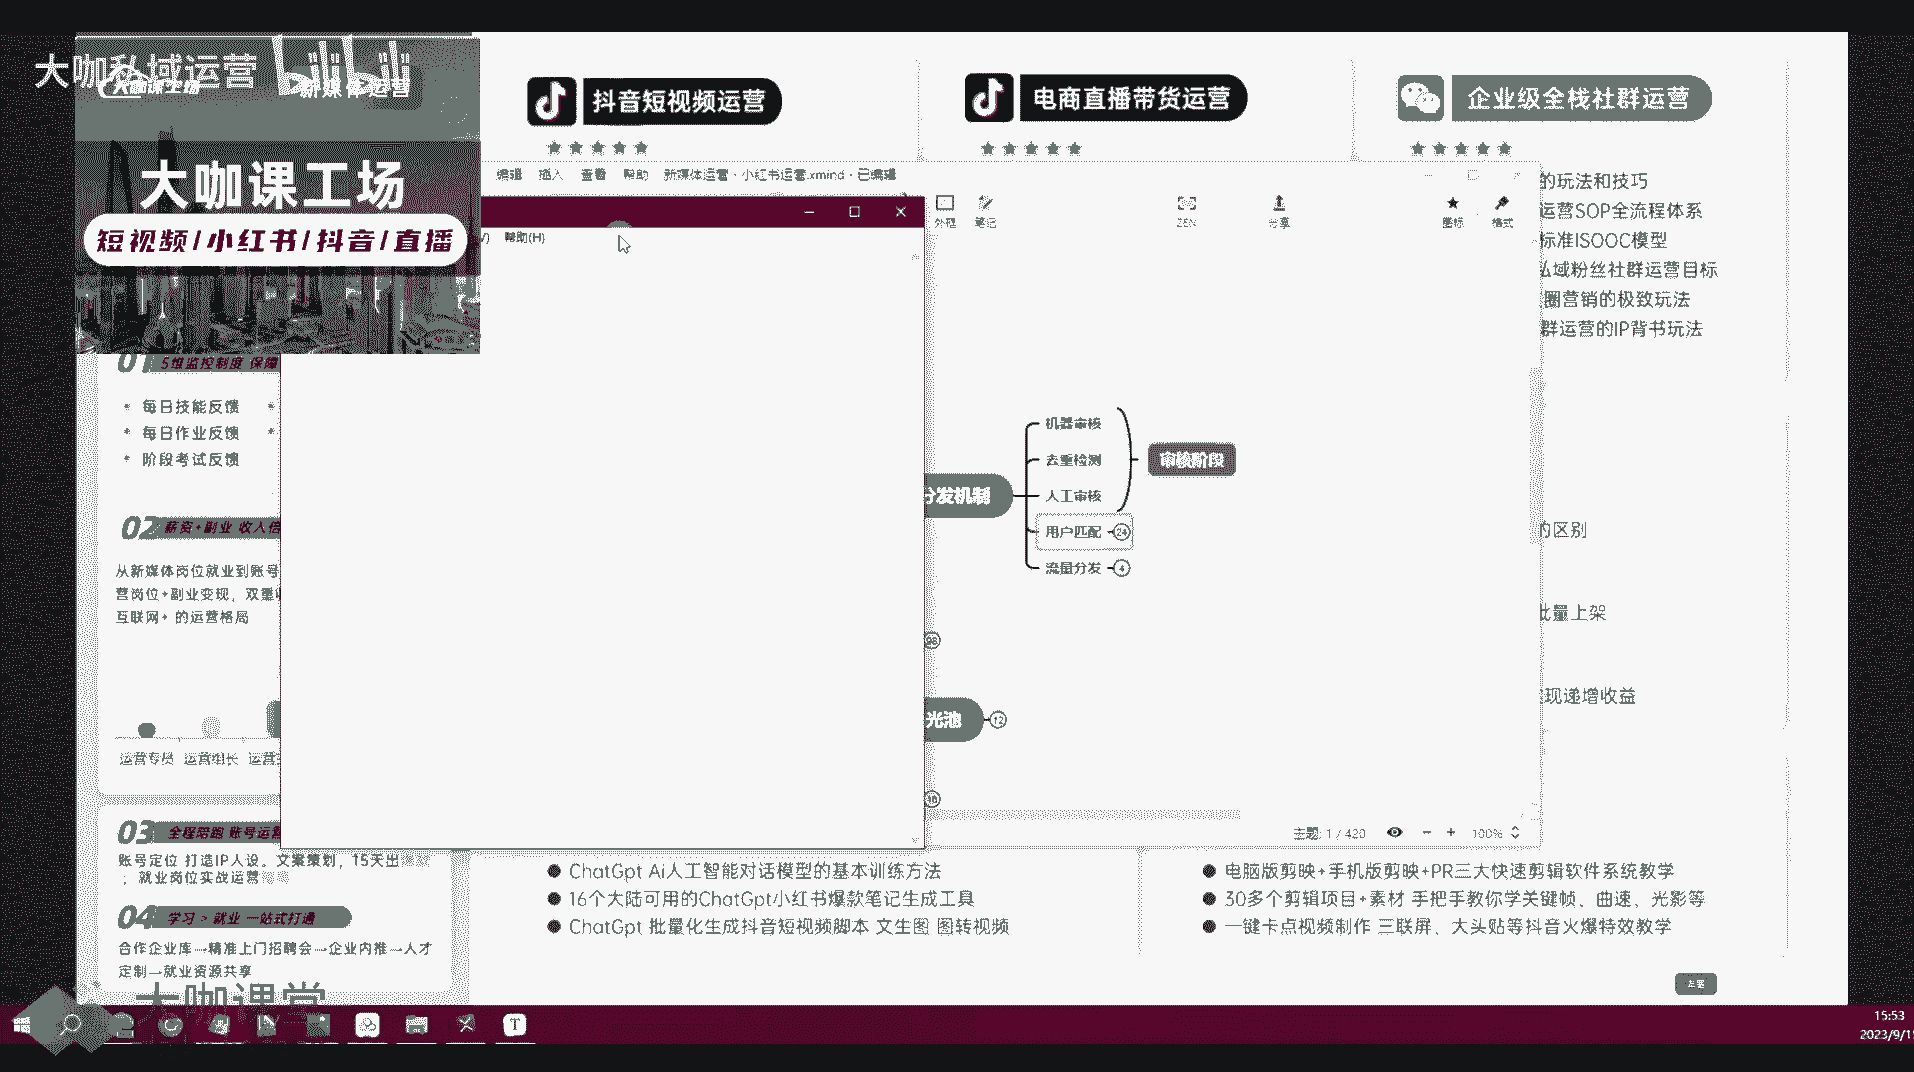 大咖私域运营
bilibili
新媒体运营
大咖课工场
短视频/小红书/抖音/直播
抖音短视频运营
电商直播带货运营
企业级全栈社群运营
编辑 插入 查看 帮助 新媒体运营 · 小红书运营.xmind · 已编辑
帮助(H)
外框 笔记 ZEN 分享 图标 格式
的玩法和技巧
运营SOP全流程体系
标准ISOOC模型
私域粉丝社群运营目标
圈营销的极致玩法
群运营的IP背书玩法
01 5维监控制度 保障
* 每日技能反馈
* 每日作业反馈
* 阶段考试反馈
机器审核
去重检测
人工审核
用户匹配 24
流量分发 4
审核阶段
分发机制
02 薪资+副业 收入倍
从新媒体岗位就业到账号
营岗位+副业变现，双重
互联网+ 的运营格局
的区别
批量上架
现递增收益
98
光池 12
运营专员 运营组长 运营
主题: 1 / 420
100%
03 全程陪跑 账号运营
账号定位 打造IP人设。文案策划，15天出
；就业岗位实战运营
04 学习 > 就业 一站式打通
合作企业库→精准上门招聘会→企业内推→人才
定制→就业资源共享
ChatGpt Ai人工智能对话模型的基本训练方法
16个大陆可用的ChatGpt小红书爆款笔记生成工具
ChatGpt 批量化生成抖音短视频脚本 文生图 图转视频
电脑版剪映+手机版剪映+PR三大快速剪辑软件系统教学
30多个剪辑项目+素材 手把手教你学关键帧、曲速、光影等
一键卡点视频制作 三联屏、大头贴等抖音火爆特效教学
大咖课堂
15:53
2023/9/1